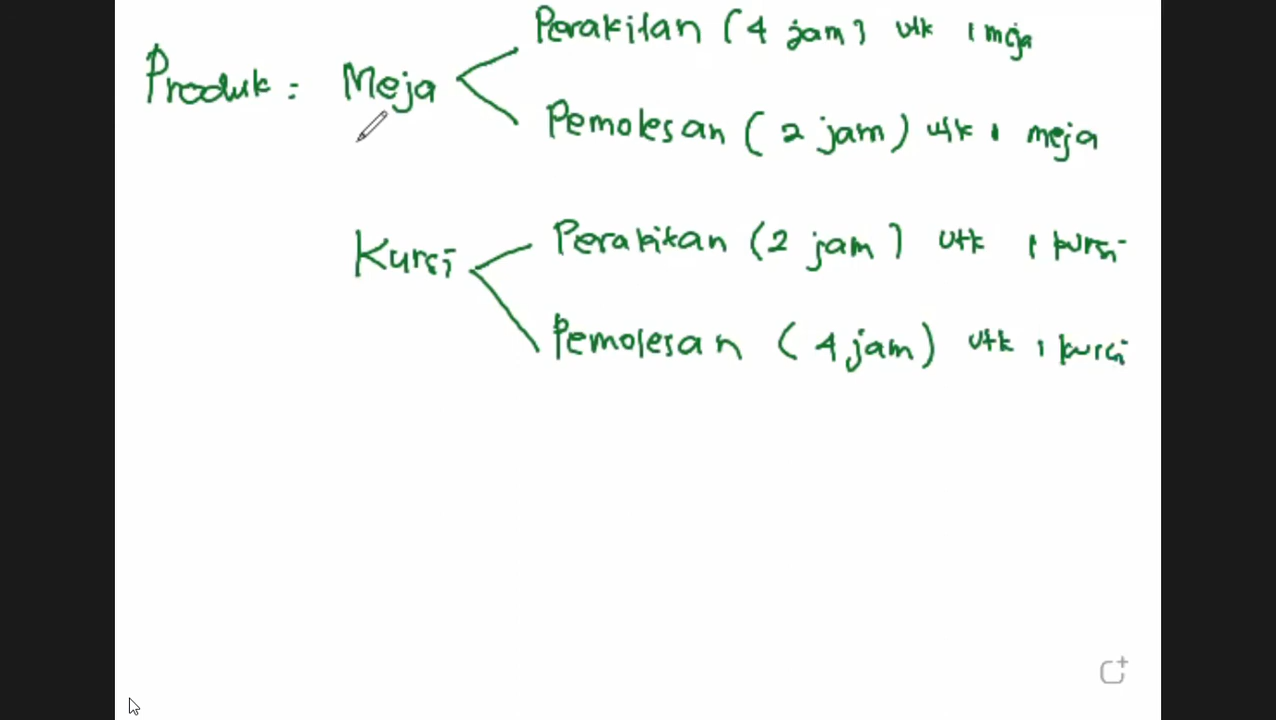 Perakitan (4 jam) utk 1 meja
Produk : Meja
Pemolesan (2 jam) utk 1 meja
Perakitan (2 jam) utk 1 kursi
Kursi
Pemolesan (4 jam) utk 1 kursi